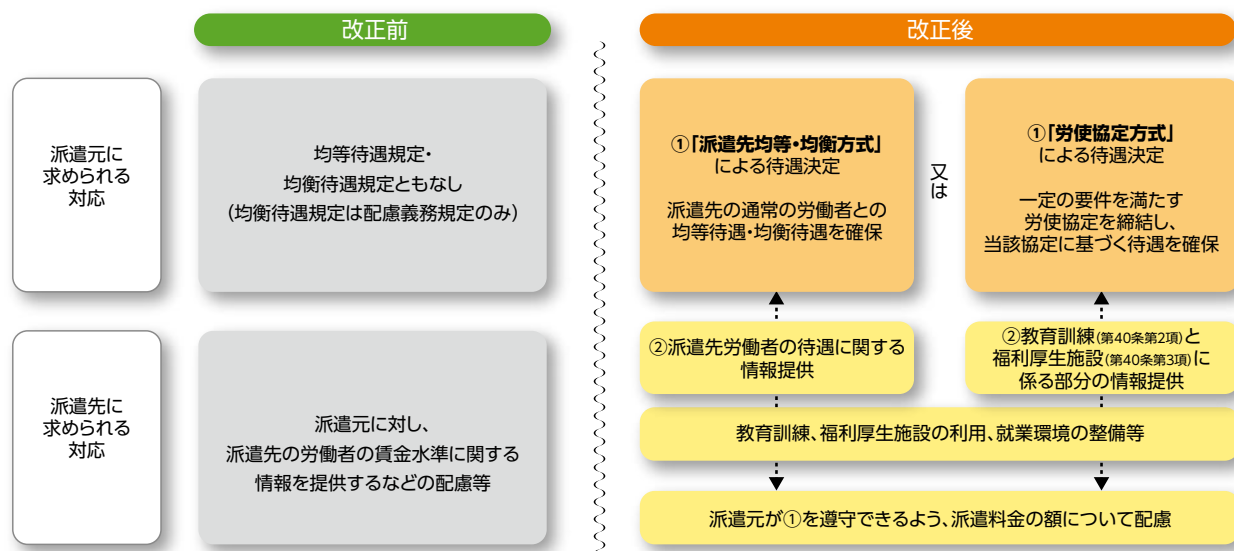 改正前
改正後
派遣元に
求められる
対応
均等待遇規定・
均衡待遇規定ともなし
(均衡待遇規定は配慮義務規定のみ)
①「派遣先均等・均衡方式」
による待遇決定
派遣先の通常の労働者との
均等待遇・均衡待遇を確保
又は
①「労使協定方式」
による待遇決定
一定の要件を満たす
労使協定を締結し、
当該協定に基づく待遇を確保
派遣先に
求められる
対応
派遣元に対し、
派遣先の労働者の賃金水準に関する
情報を提供するなどの配慮等
②派遣先労働者の待遇に関する
情報提供
②教育訓練(第40条第2項)と
福利厚生施設(第40条第3項)に
係る部分の情報提供
教育訓練、福利厚生施設の利用、就業環境の整備等
派遣元が①を遵守できるよう、派遣料金の額について配慮